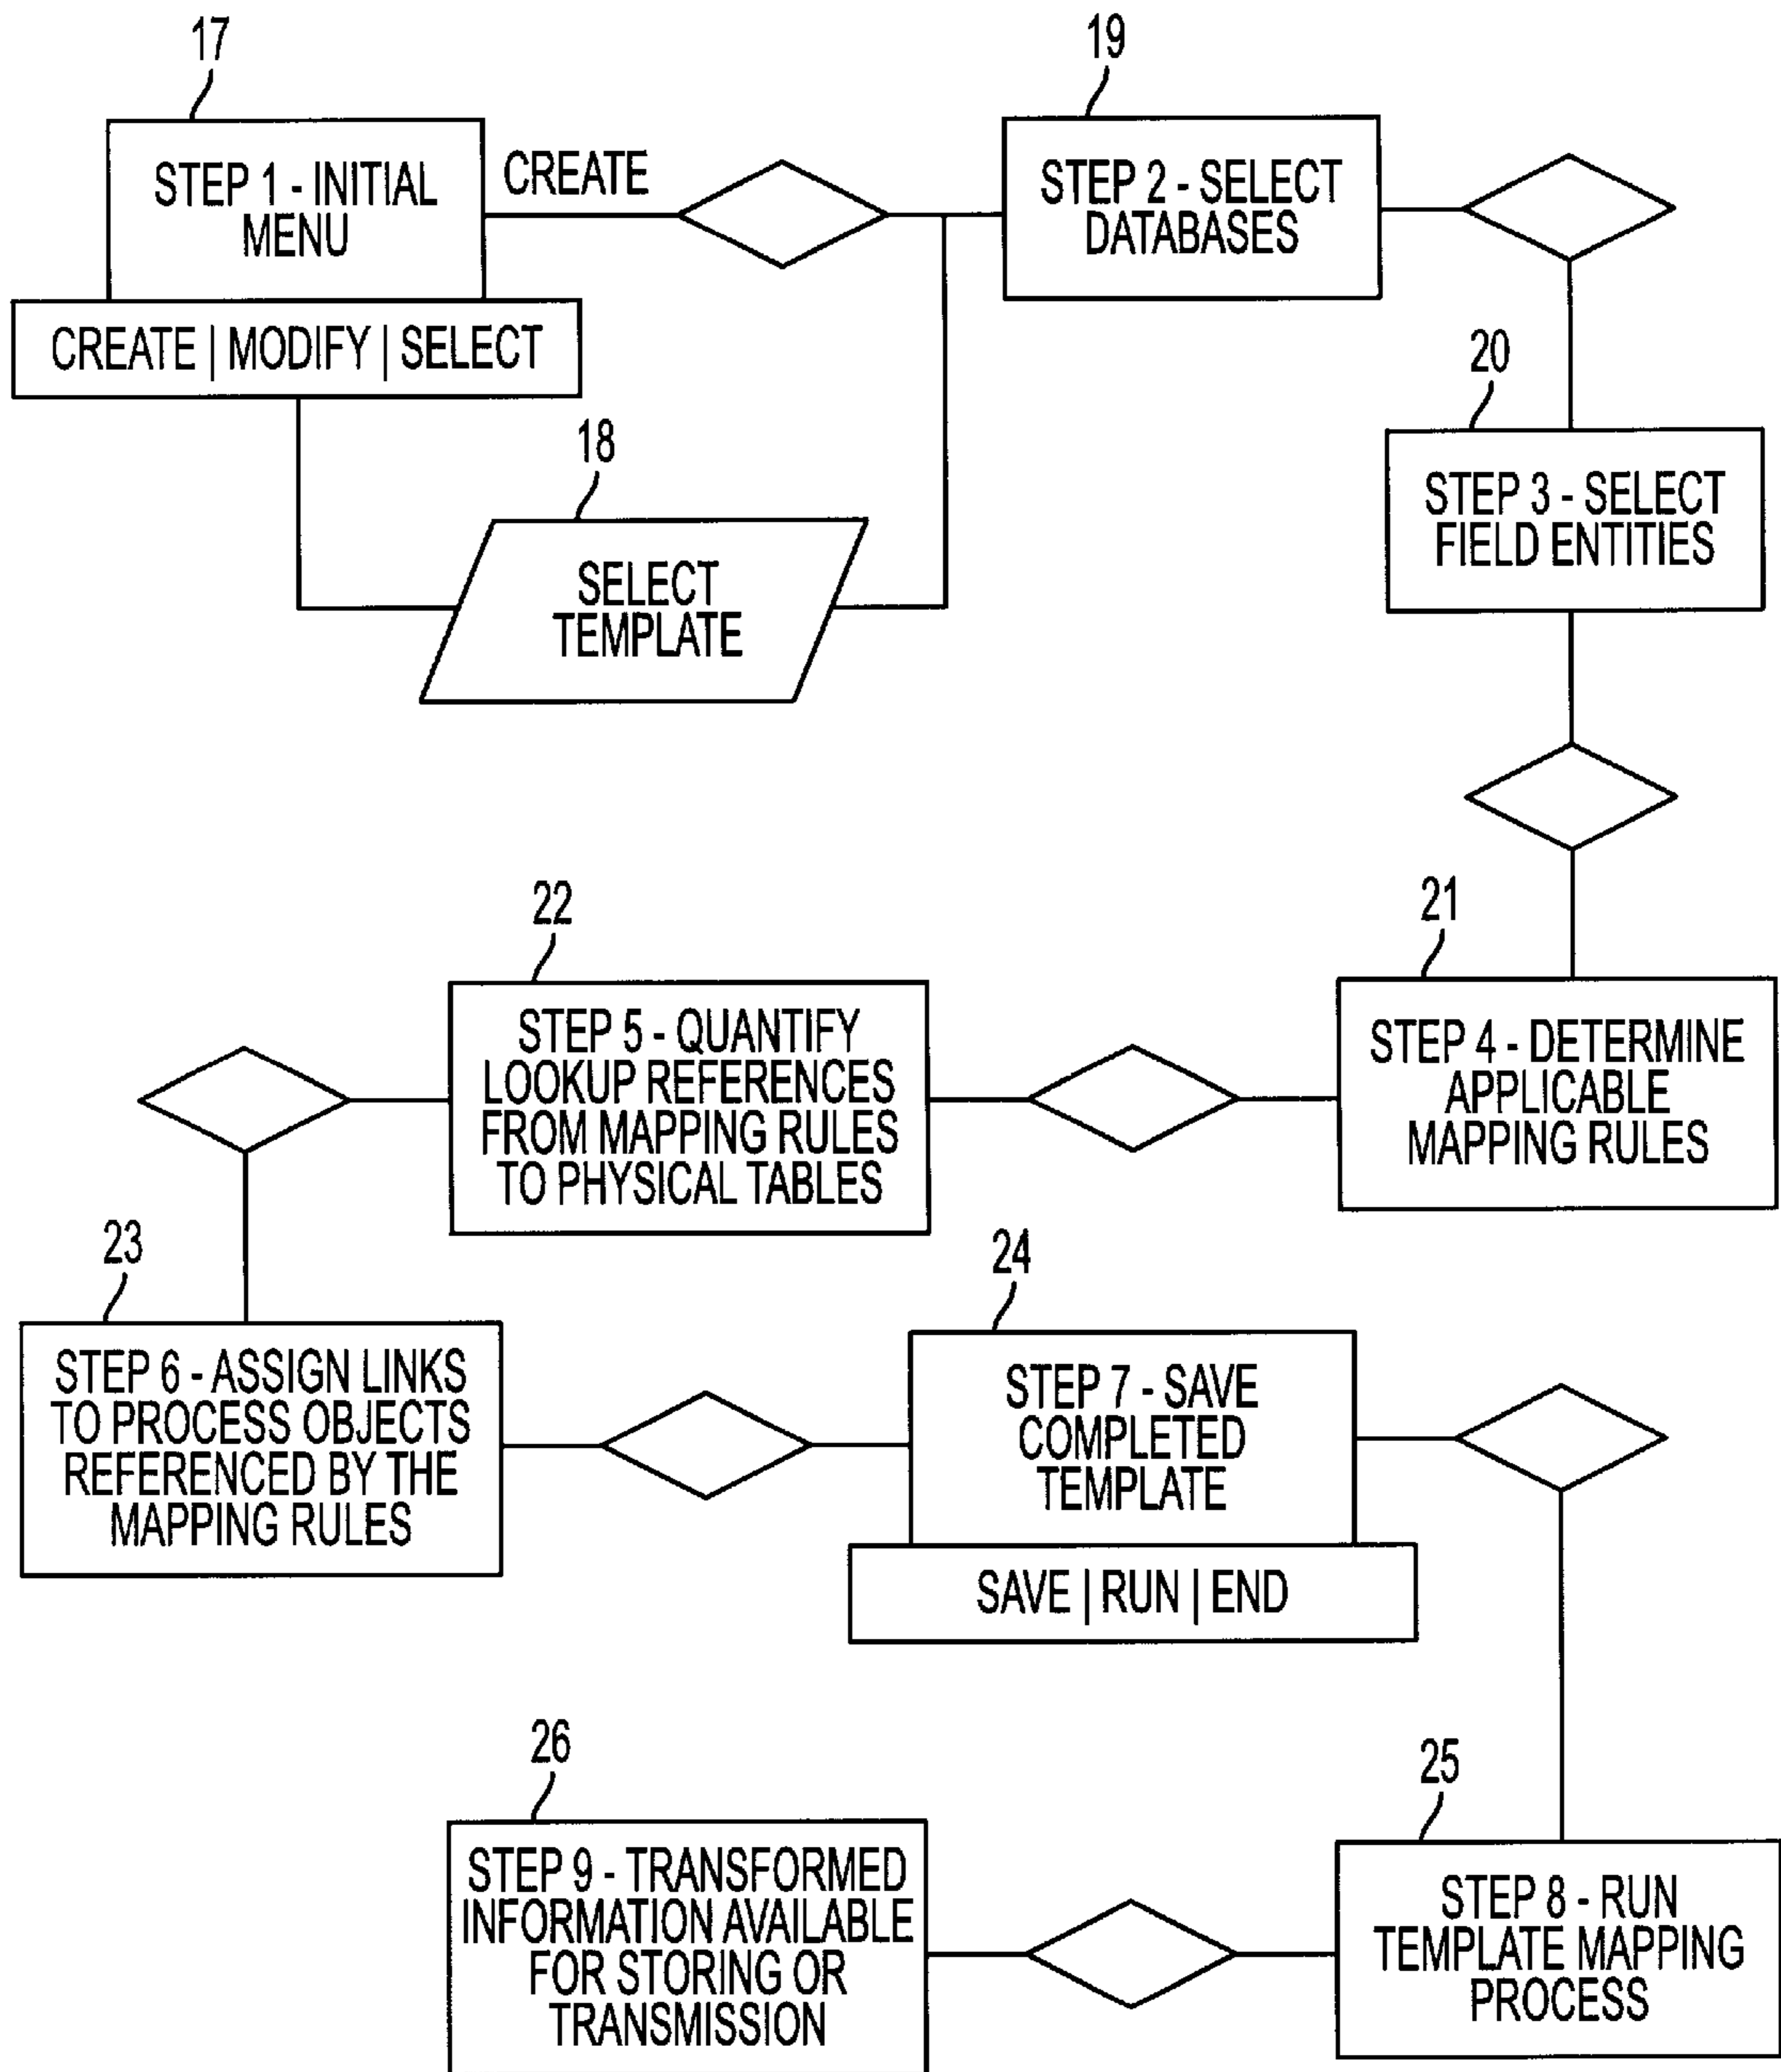 17
STEP 1 - INITIAL
MENU
CREATE | MODIFY | SELECT
CREATE
18
SELECT
TEMPLATE
19
STEP 2 - SELECT
DATABASES
20
STEP 3 - SELECT
FIELD ENTITIES
21
STEP 4 - DETERMINE
APPLICABLE
MAPPING RULES
22
STEP 5 - QUANTIFY
LOOKUP REFERENCES
FROM MAPPING RULES
TO PHYSICAL TABLES
23
STEP 6 - ASSIGN LINKS
TO PROCESS OBJECTS
REFERENCED BY THE
MAPPING RULES
24
STEP 7 - SAVE
COMPLETED
TEMPLATE
SAVE | RUN | END
25
STEP 8 - RUN
TEMPLATE MAPPING
PROCESS
26
STEP 9 - TRANSFORMED
INFORMATION AVAILABLE
FOR STORING OR
TRANSMISSION